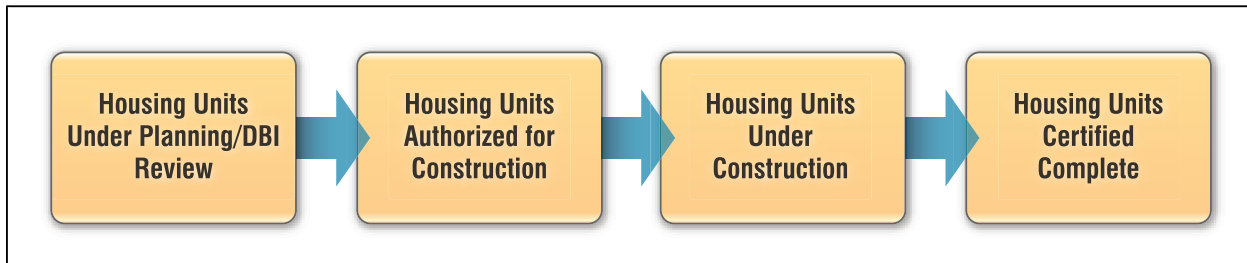 Housing Units
Under Planning/DBI
Review
Housing Units
Authorized for
Construction
Housing Units
Under
Construction
Housing Units
Certified
Complete